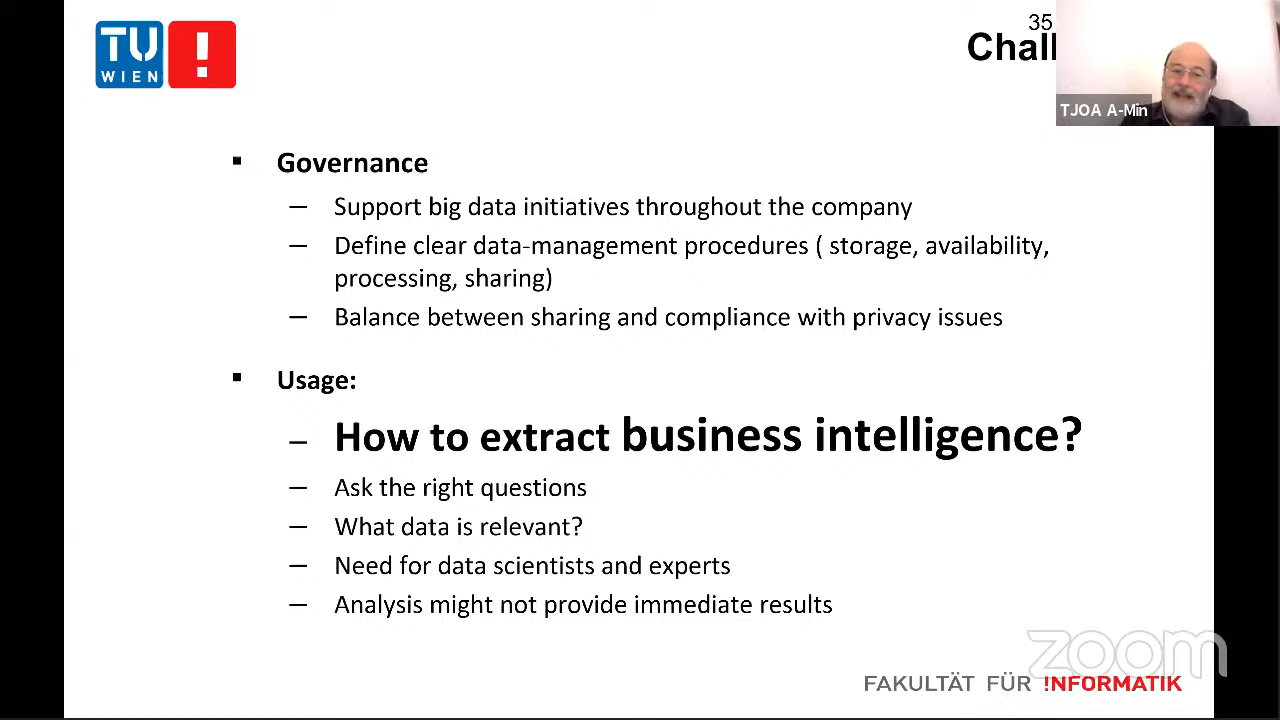 TU
WIEN
!
35
Chall
TJOA A-Min
▪ Governance
— Support big data initiatives throughout the company
— Define clear data-management procedures ( storage, availability,
processing, sharing)
— Balance between sharing and compliance with privacy issues
▪ Usage:
— How to extract business intelligence?
— Ask the right questions
— What data is relevant?
— Need for data scientists and experts
— Analysis might not provide immediate results
zoom
FAKULTÄT FÜR !NFORMATIK